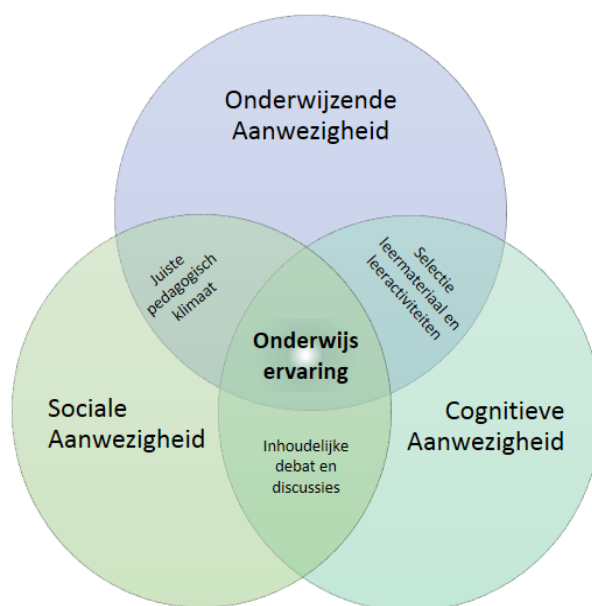 Onderwijzende
Aanwezigheid
Juiste
pedagogisch
klimaat
Selectie
leermateriaal en
leeractiviteiten
Onderwijs
ervaring
Sociale
Aanwezigheid
Cognitieve
Aanwezigheid
Inhoudelijke
debat en
discussies